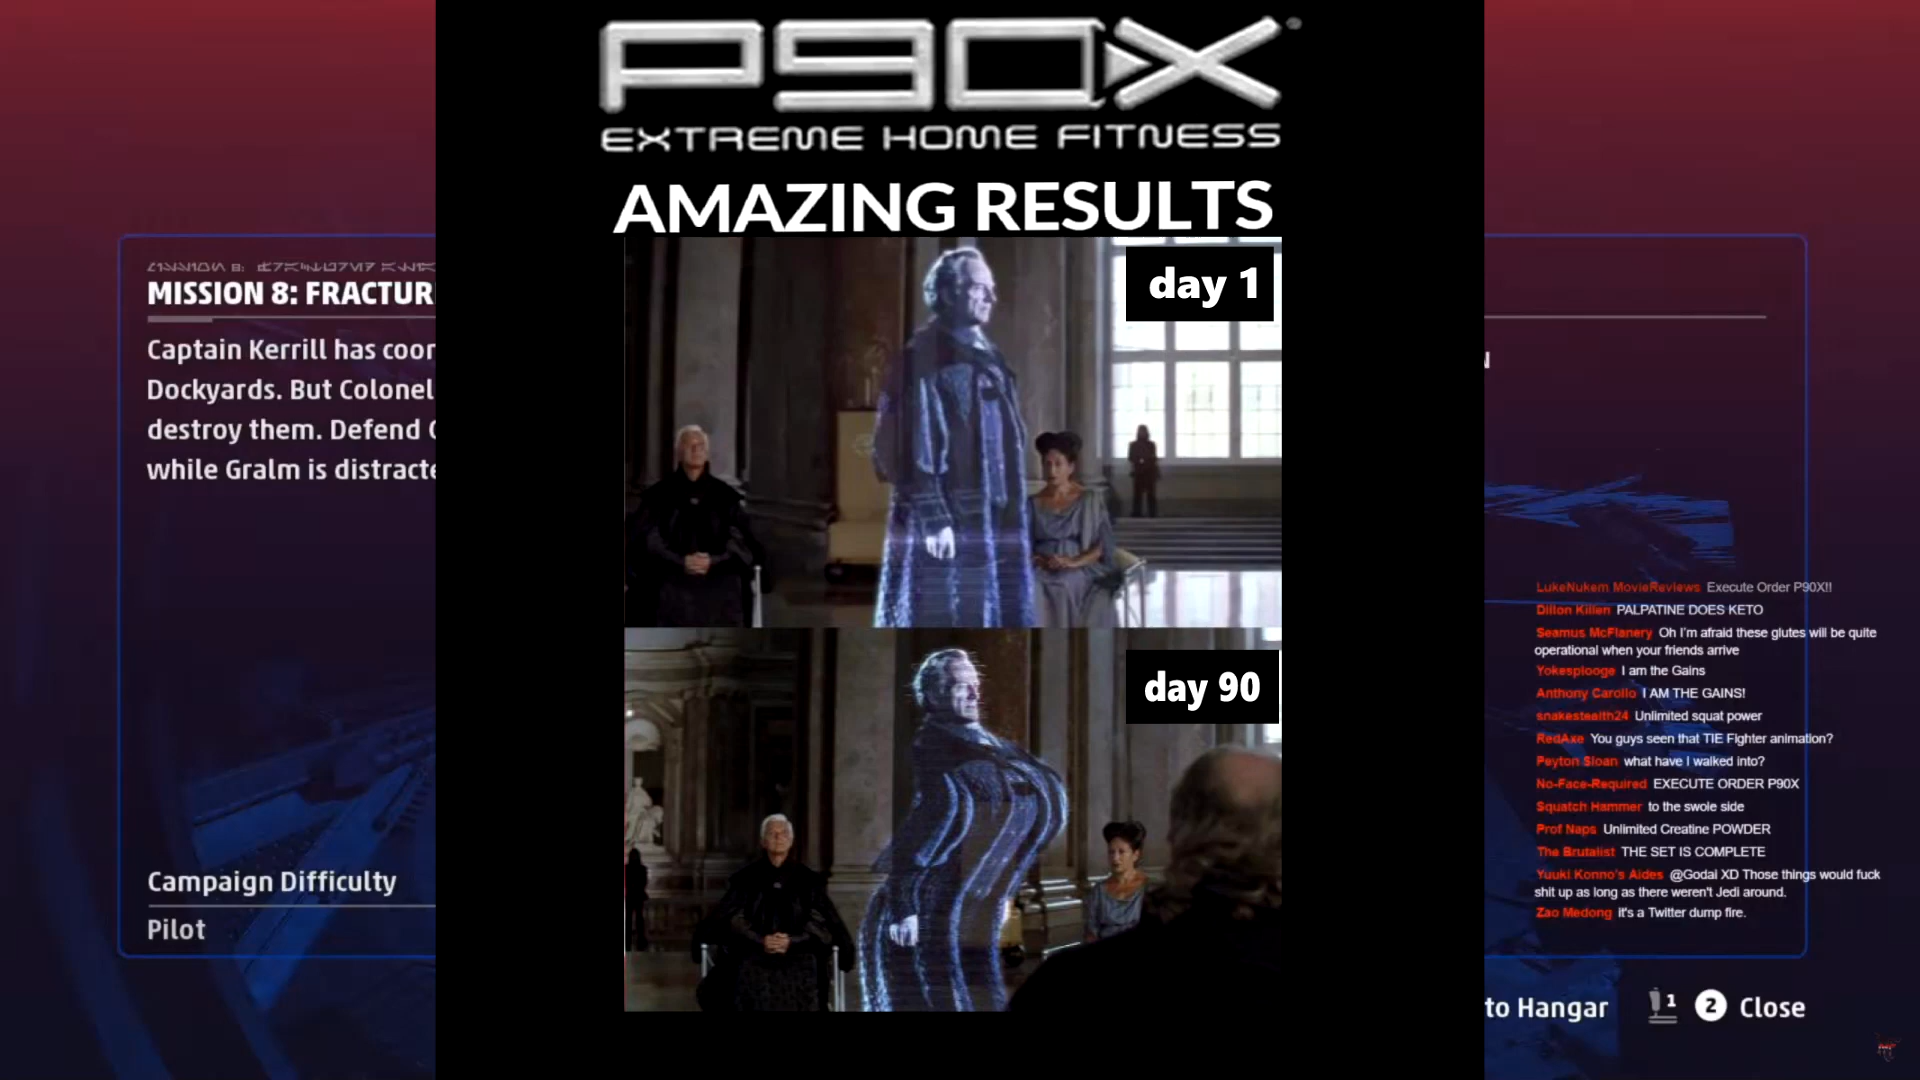 P90X
EXTREME HOME FITNESS
AMAZING RESULTS
day 1
day 90
MISSION 8: FRACTUR
Captain Kerrill has coor
Dockyards. But Colonel
destroy them. Defend
while Gralm is distracte
Campaign Difficulty
Pilot
LukeNukem MovieReviews Execute Order P90X!!
Dillon Killen PALPATINE DOES KETO
Seamus McFlanery Oh I'm afraid these glutes will be quite
operational when your friends arrive
Yokesplooge I am the Gains
Anthony Carollo I AM THE GAINS!
snakestealth24 Unlimited squat power
RedAxe You guys seen that TIE Fighter animation?
Peyton Sloan what have I walked into?
No-Face-Required EXECUTE ORDER P90X
Squatch Hammer to the swole side
Prof Naps Unlimited Creatine POWDER
The Brutalist THE SET IS COMPLETE
Yuuki Konno's Aides @Godai XD Those things would fuck
shit up as long as there weren't Jedi around.
Zao Medong it's a Twitter dump fire.
to Hangar 1 2 Close